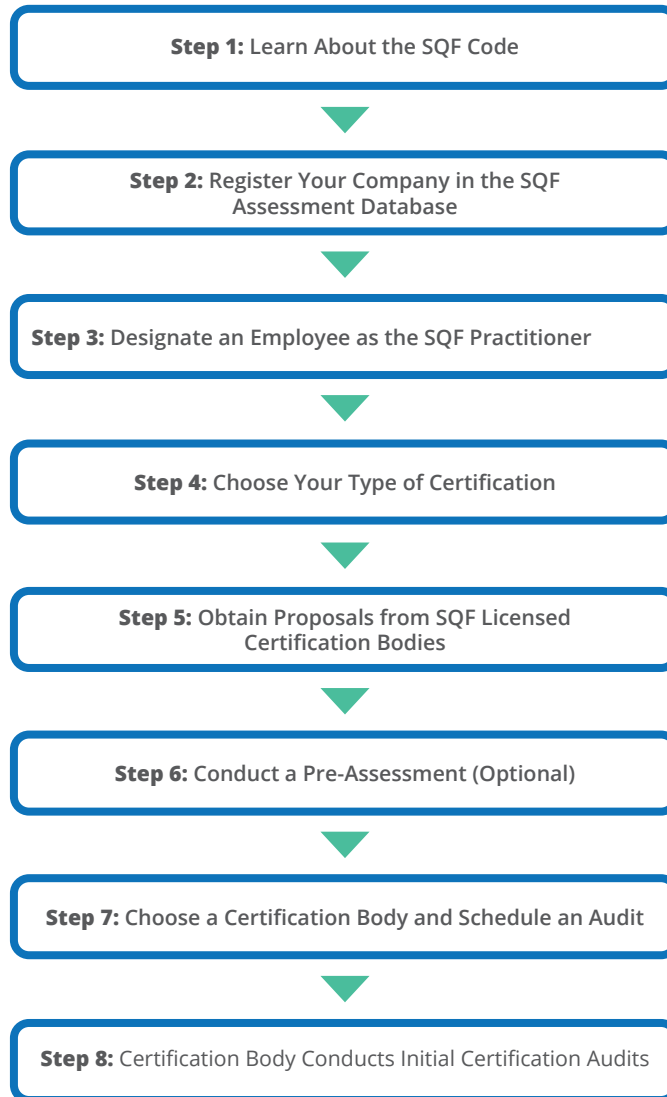 Step 1: Learn About the SQF Code
Step 2: Register Your Company in the SQF
Assessment Database
Step 3: Designate an Employee as the SQF Practitioner
Step 4: Choose Your Type of Certification
Step 5: Obtain Proposals from SQF Licensed
Certification Bodies
Step 6: Conduct a Pre-Assessment (Optional)
Step 7: Choose a Certification Body and Schedule an Audit
Step 8: Certification Body Conducts Initial Certification Audits